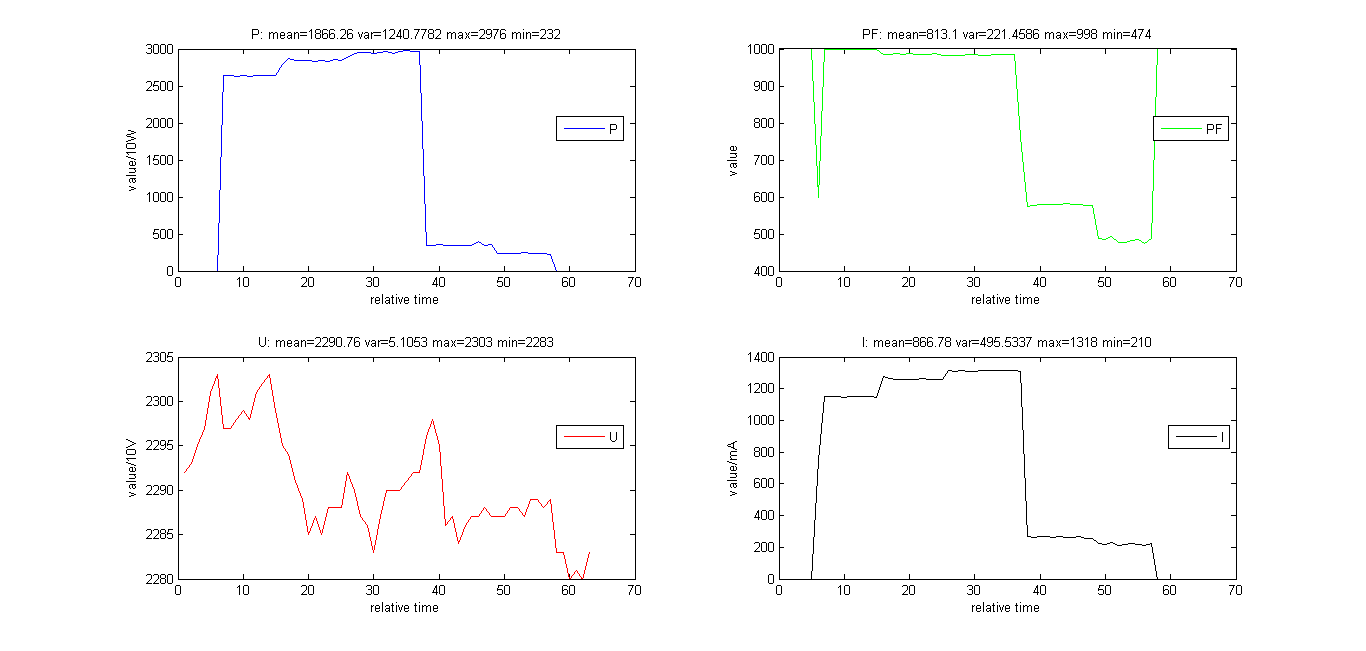 P: mean=1866.26 var=1240.7782 max=2976 min=232
3000
2500
2000
1500
1000
500
0
value/10W
P
0 10 20 30 40 50 60 70
relative time
PF: mean=813.1 var=221.4586 max=998 min=474
1000
900
800
700
600
500
400
value
PF
0 10 20 30 40 50 60 70
relative time
U: mean=2290.76 var=5.1053 max=2303 min=2283
2305
2300
2295
2290
2285
2280
value/10V
U
0 10 20 30 40 50 60 70
relative time
I: mean=866.78 var=495.5337 max=1318 min=210
1400
1200
1000
800
600
400
200
0
value/mA
I
0 10 20 30 40 50 60 70
relative time